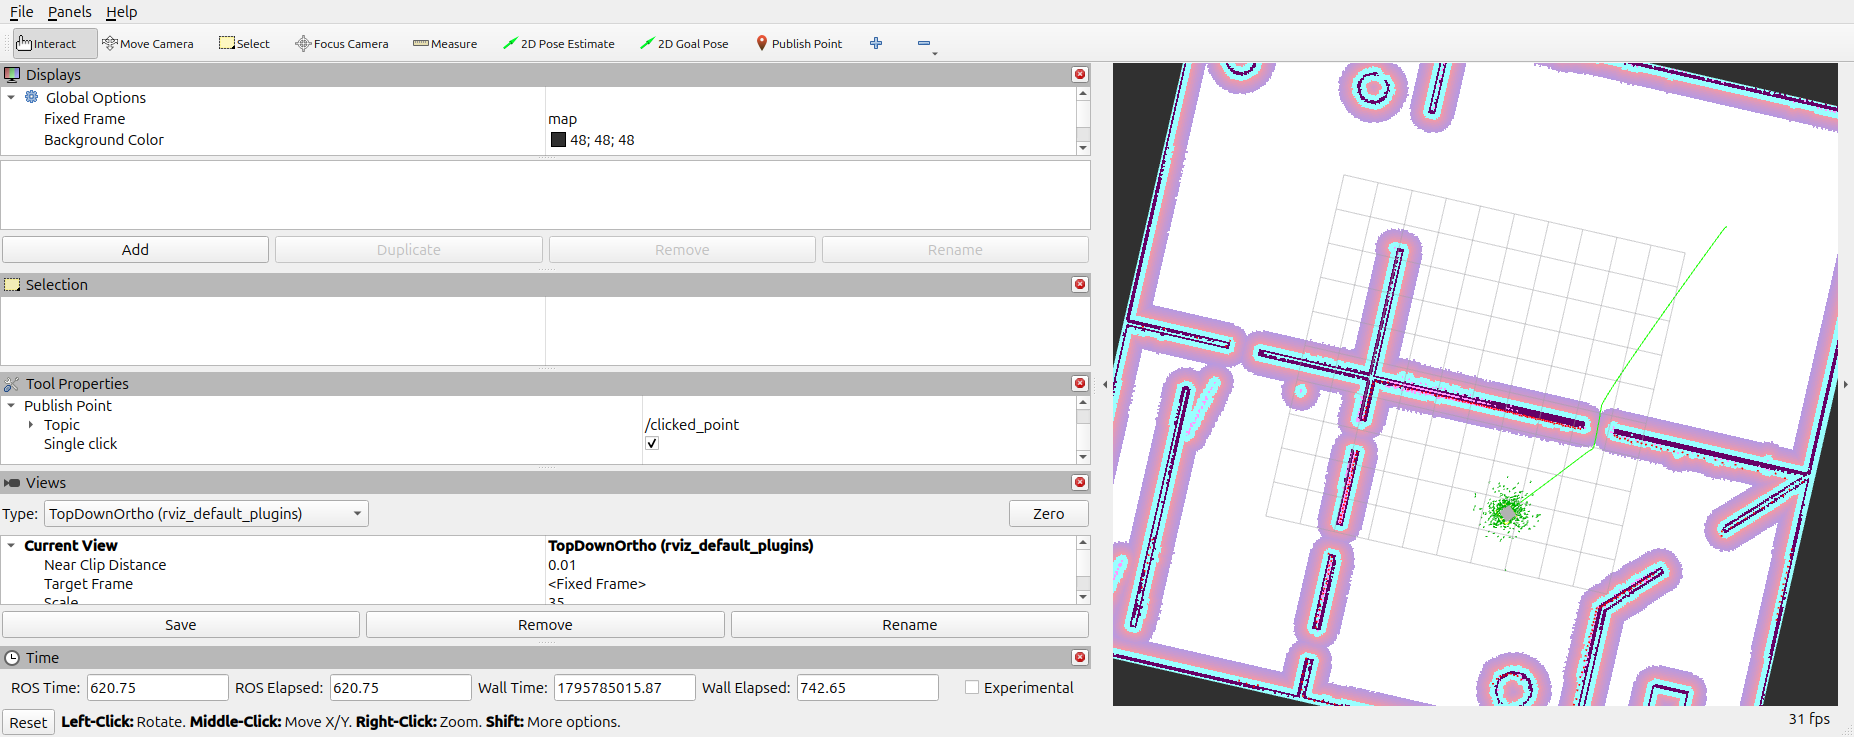 File Panels Help
Interact Move Camera Select Focus Camera Measure 2D Pose Estimate 2D Goal Pose Publish Point
Displays
Global Options
Fixed Frame map
Background Color 48; 48; 48
Add Duplicate Remove Rename
Selection
Tool Properties
Publish Point
Topic /clicked_point
Single click
Views
Type: TopDownOrtho (rviz_default_plugins) Zero
Current View TopDownOrtho (rviz_default_plugins)
Near Clip Distance 0.01
Target Frame <Fixed Frame>
Scale 35
Save Remove Rename
Time
ROS Time: 620.75 ROS Elapsed: 620.75 Wall Time: 1795785015.87 Wall Elapsed: 742.65 Experimental
Reset Left-Click: Rotate. Middle-Click: Move X/Y. Right-Click: Zoom. Shift: More options.
31 fps